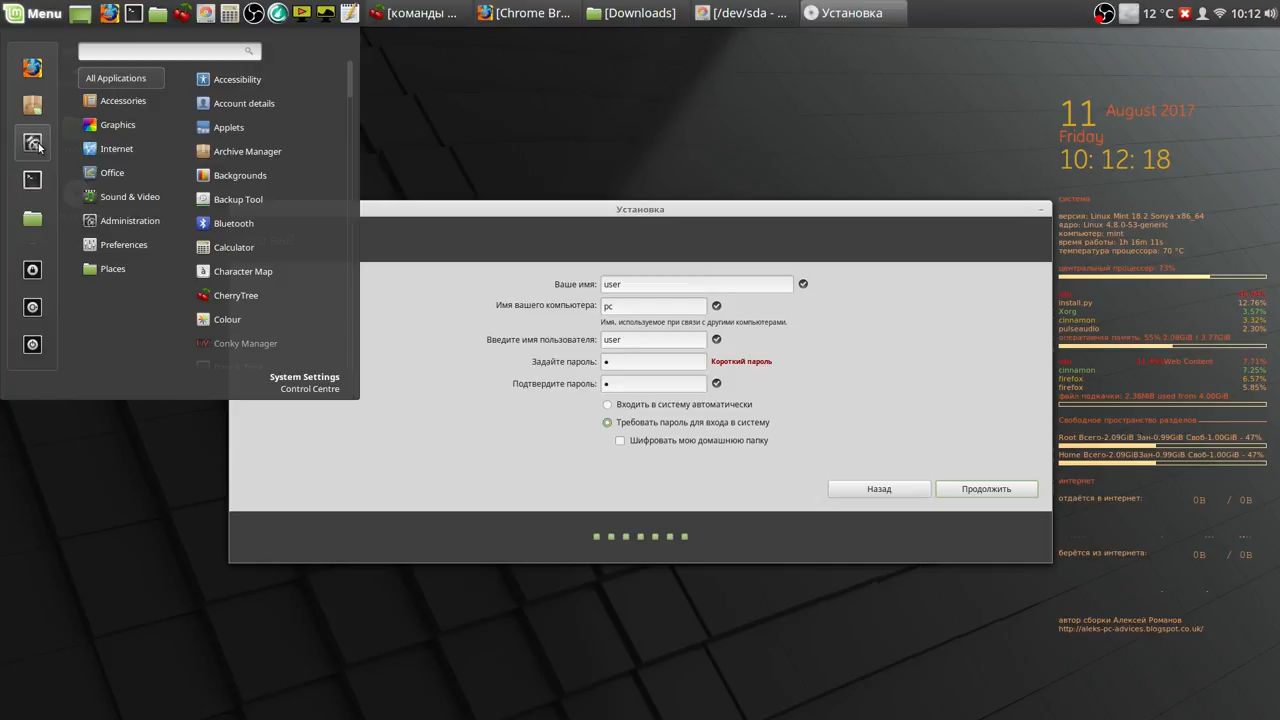 Menu
[команды ...
[Chrome Br...
[Downloads]
[/dev/sda - ...
Установка
12 °C
10:12
All Applications
Accessories
Graphics
Internet
Office
Sound & Video
Administration
Preferences
Places
Accessibility
Account details
Applets
Archive Manager
Backgrounds
Backup Tool
Bluetooth
Calculator
Character Map
CherryTree
Colour
Conky Manager
System Settings
Control Centre
Установка
Ваше имя: user
Имя вашего компьютера: pc
Имя, используемое при связи с другими компьютерами.
Введите имя пользователя: user
Задайте пароль: ● Короткий пароль
Подтвердите пароль: ●
Входить в систему автоматически
Требовать пароль для входа в систему
Шифровать мою домашнюю папку
Назад
Продолжить
11 August 2017
Friday
10: 12: 18
система
версия: Linux Mint 18.2 Sonya x86_64
ядро: Linux 4.8.0-53-generic
компьютер: mint
время работы: 1h 16m 11s
температура процессора: 70 °C
центральный процессор: 73%
install.py 12.76%
Xorg 3.57%
cinnamon 3.32%
pulseaudio 2.30%
оперативная память: 55% 2.08GiB / 3.77GiB
Web Content 7.71%
cinnamon 7.25%
firefox 6.57%
firefox 5.85%
файл подкачки: 2.36MiB used from 4.00GiB
Свободное пространство разделов
Root Всего-2.09GiB Зан-0.99GiB Своб-1.00GiB - 47%
Home Всего-2.09GiBЗан-0.99GiB Своб-1.00GiB - 47%
интернет
отдаётся в интернет: 0B / 0B
берётся из интернета: 0B / 0B
автор сборки Алексей Романов
http://aleks-pc-advices.blogspot.co.uk/